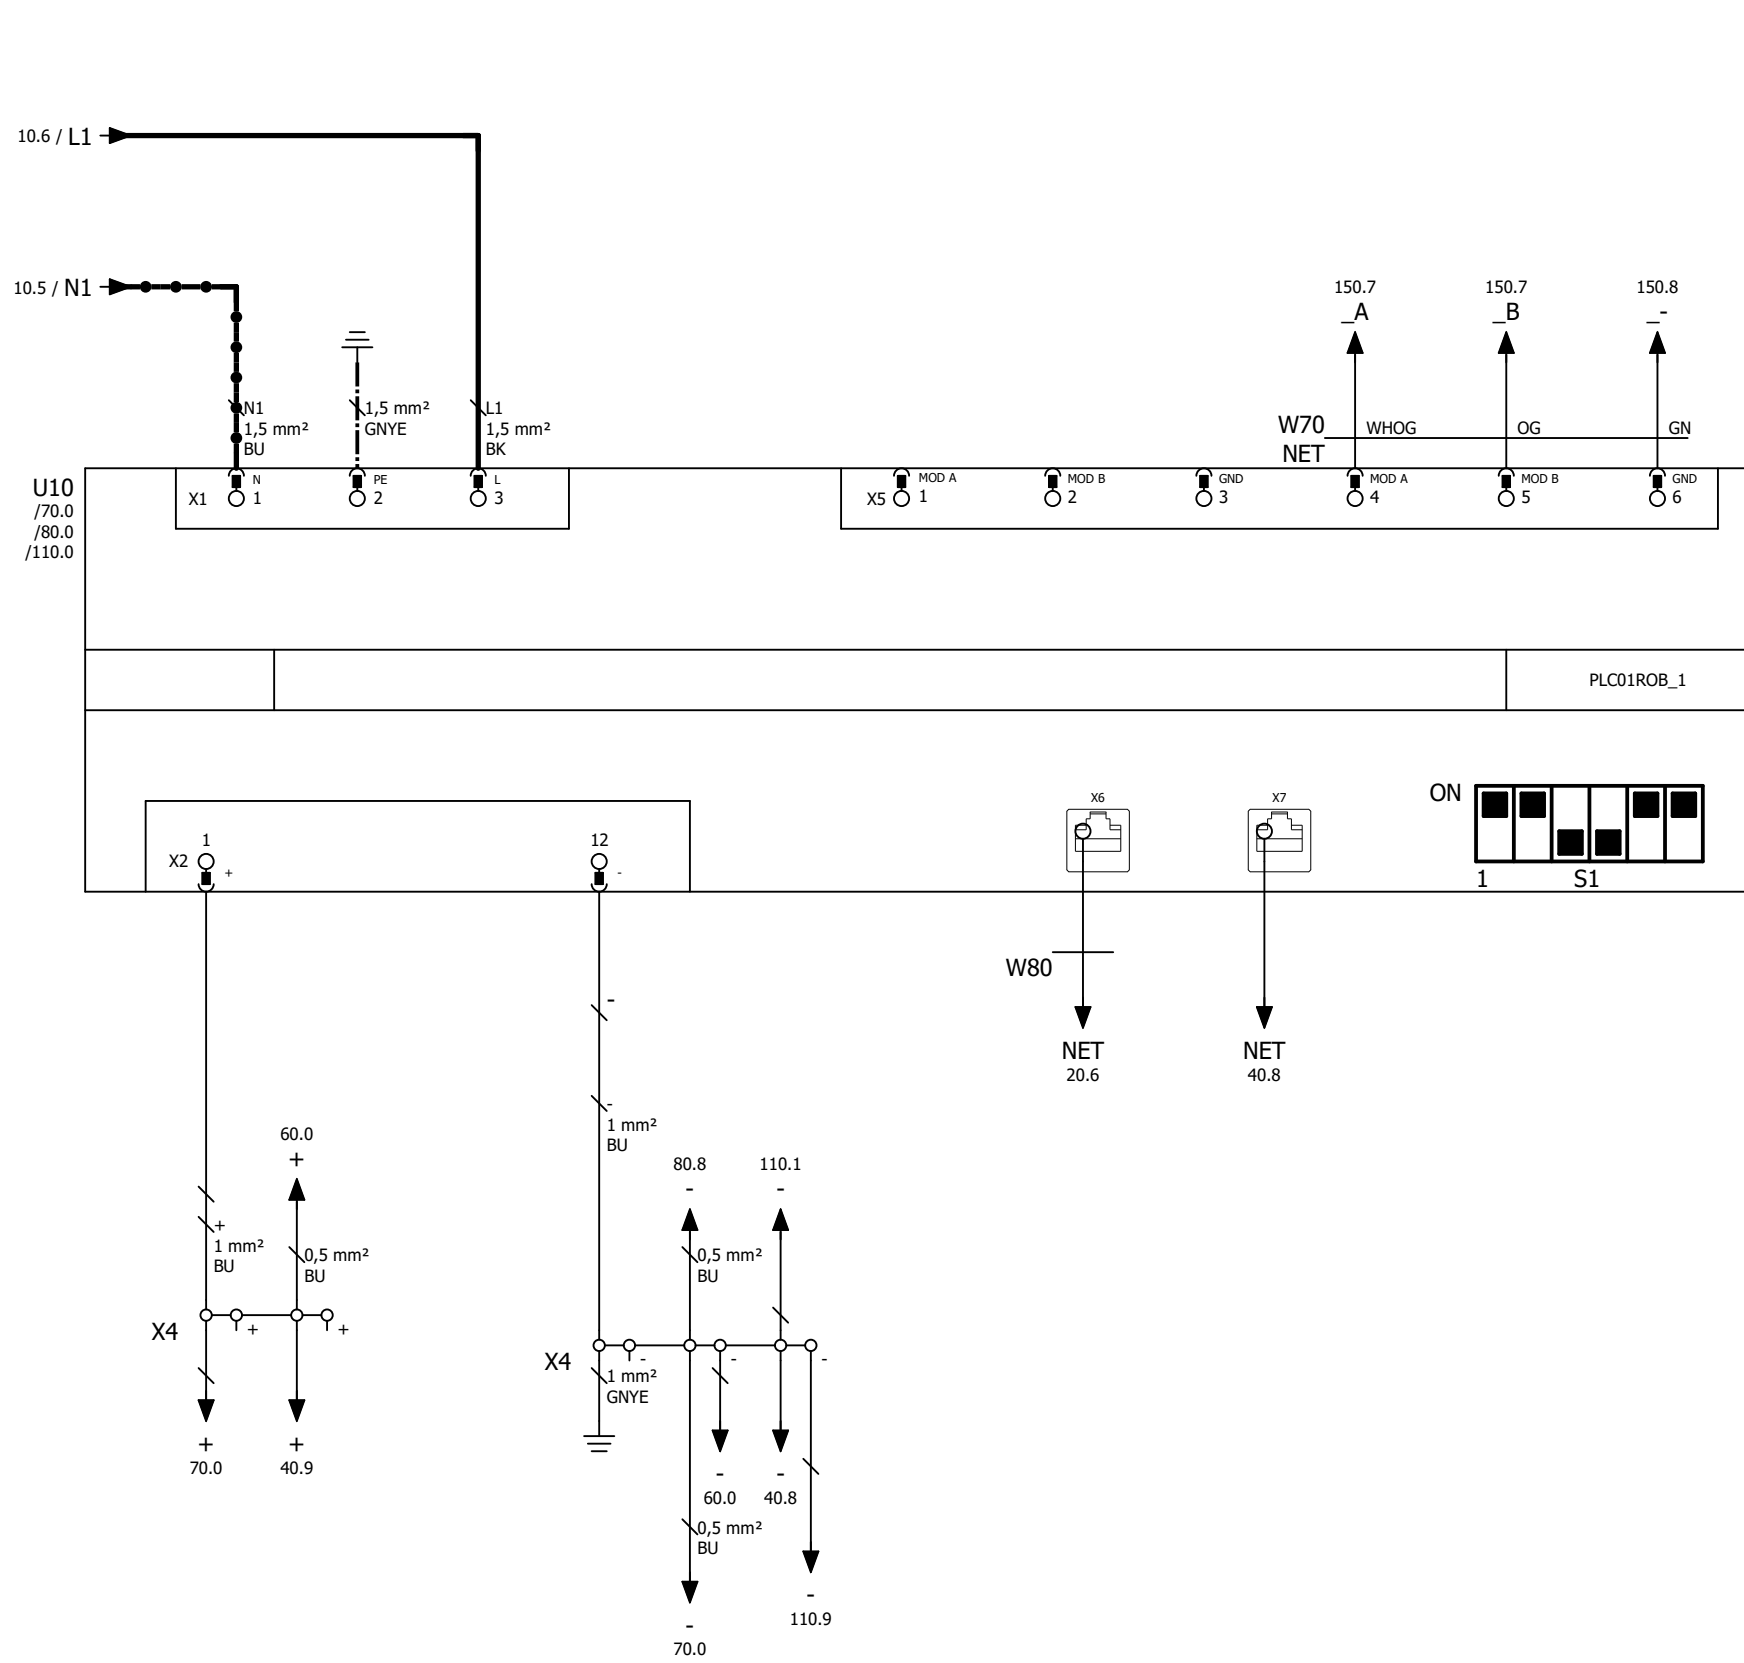 10.6 / L1
10.5 / N1
150.7
_A
150.7
_B
150.8
_-
N1
1,5 mm²
BU
1,5 mm²
GNYE
L1
1,5 mm²
BK
W70
NET
WHOG
OG
GN
U10
/70.0
/80.0
/110.0
X1
N
1
PE
2
L
3
X5
MOD A
1
MOD B
2
GND
3
MOD A
4
MOD B
5
GND
6
PLC01ROB_1
X6
X7
ON
1
S1
1
X2
+
12
-
W80
NET
20.6
NET
40.8
-
-
1 mm²
BU
60.0
+
+
1 mm²
BU
0,5 mm²
BU
80.8
-
110.1
-
0,5 mm²
BU
X4
+
+
X4
-
-
-
1 mm²
GNYE
+
70.0
+
40.9
-
60.0
-
40.8
0,5 mm²
BU
-
110.9
-
70.0